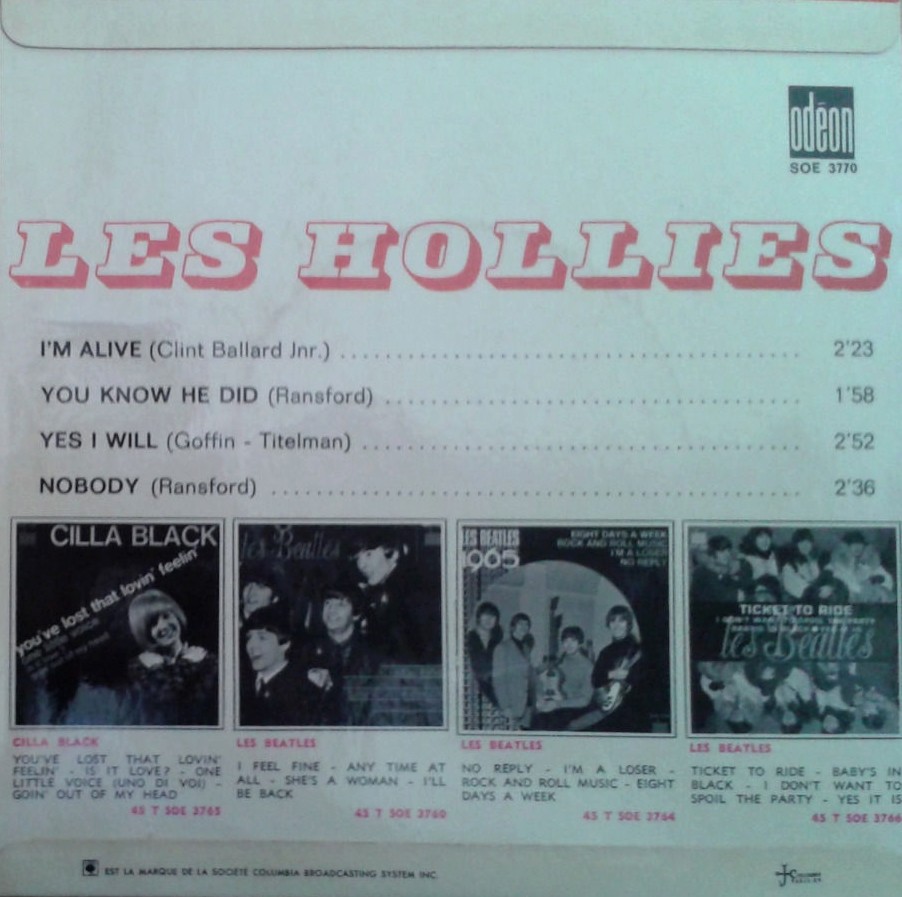 odéon
SOE 3770
LES HOLLIES
I'M ALIVE (Clint Ballard Jnr.) ........................................ 2'23
YOU KNOW HE DID (Ransford) .................................... 1'58
YES I WILL (Goffin - Titelman) ...................................... 2'52
NOBODY (Ransford) .............................................. 2'36
CILLA BLACK
you've lost that lovin' feelin'
les Beatles
LES BEATLES
1965
EIGHT DAYS A WEEK
ROCK AND ROLL MUSIC
I'M A LOSER
NO REPLY
TICKET TO RIDE
I DON'T WANT TO SPOIL THE PARTY
les Beatles
CILLA BLACK
YOU'VE LOST THAT LOVIN'
FEELIN' - IS IT LOVE? - ONE
LITTLE VOICE (UNO DI VOI) -
GOIN' OUT OF MY HEAD
45 T SOE 3765
LES BEATLES
I FEEL FINE - ANY TIME AT
ALL - SHE'S A WOMAN - I'LL
BE BACK
45 T SOE 3760
LES BEATLES
NO REPLY - I'M A LOSER -
ROCK AND ROLL MUSIC - EIGHT
DAYS A WEEK
45 T SOE 3764
LES BEATLES
TICKET TO RIDE - BABY'S IN
BLACK - I DON'T WANT TO
SPOIL THE PARTY - YES IT IS
45 T SOE 3766
EST LA MARQUE DE LA SOCIÉTÉ COLUMBIA BROADCASTING SYSTEM INC.